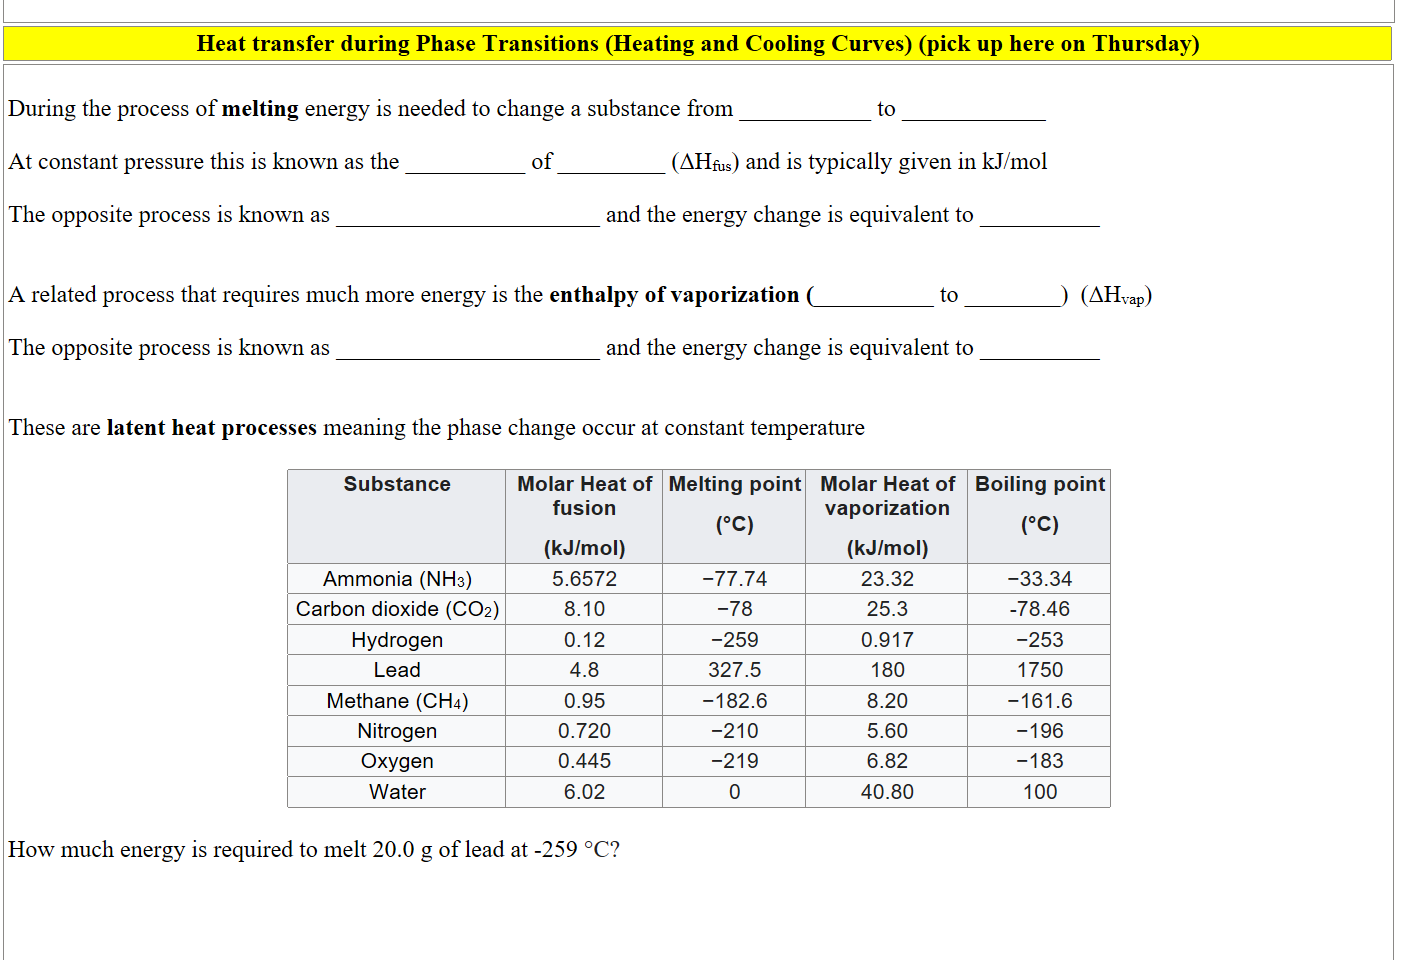 Heat transfer during Phase Transitions (Heating and Cooling Curves) (pick up here on Thursday)
During the process of melting energy is needed to change a substance from ___________ to ____________
At constant pressure this is known as the __________ of _________ (ΔHfus) and is typically given in kJ/mol
The opposite process is known as ______________________ and the energy change is equivalent to __________
A related process that requires much more energy is the enthalpy of vaporization (__________ to ________) (ΔHvap)
The opposite process is known as ______________________ and the energy change is equivalent to __________
These are latent heat processes meaning the phase change occur at constant temperature
Substance Molar Heat of fusion (kJ/mol) Melting point (°C) Molar Heat of vaporization (kJ/mol) Boiling point (°C)
Ammonia (NH3) 5.6572 −77.74 23.32 −33.34
Carbon dioxide (CO2) 8.10 −78 25.3 -78.46
Hydrogen 0.12 −259 0.917 −253
Lead 4.8 327.5 180 1750
Methane (CH4) 0.95 −182.6 8.20 −161.6
Nitrogen 0.720 −210 5.60 −196
Oxygen 0.445 −219 6.82 −183
Water 6.02 0 40.80 100
How much energy is required to melt 20.0 g of lead at -259 °C?